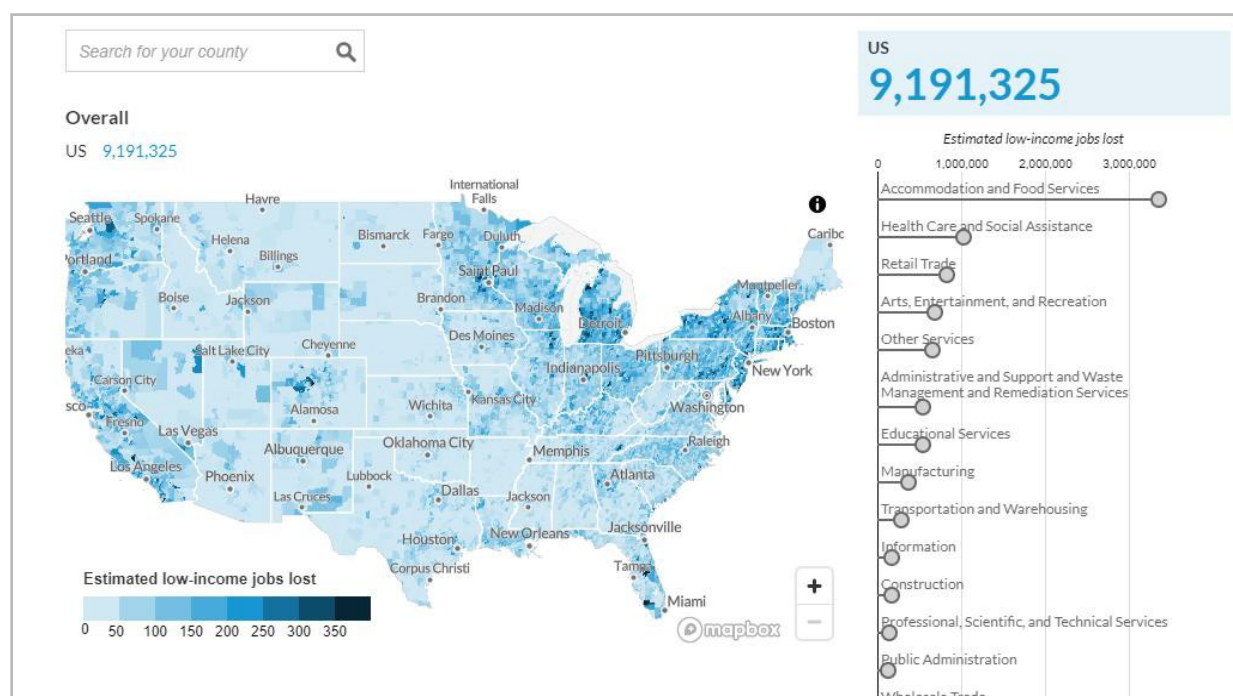 Search for your county
US
9,191,325
Overall
US 9,191,325
Estimated low-income jobs lost
0 1,000,000 2,000,000 3,000,000
Accommodation and Food Services
Health Care and Social Assistance
Retail Trade
Arts, Entertainment, and Recreation
Other Services
Administrative and Support and Waste
Management and Remediation Services
Educational Services
Manufacturing
Transportation and Warehousing
Information
Construction
Professional, Scientific, and Technical Services
Public Administration
Wholesale Trade
International
Falls
Havre
Seattle
Spokane
Helena
Billings
Bismarck
Fargo
Duluth
Caribc
ortland
Saint Paul
Montpelier
Boise
Jackson
Brandon
Madison
Detroit
Albany
Boston
eka
Salt Lake City
Cheyenne
Des Moines
Indianapolis
Pittsburgh
New York
Carson City
sco
Alamosa
Wichita
Kansas City
Washington
Fresno
Las Vegas
Albuquerque
Oklahoma City
Memphis
Raleigh
Los Angeles
Phoenix
Lubbock
Atlanta
Las Cruces
Dallas
Jackson
Houston
New Orleans
Jacksonville
Corpus Christi
Tampa
Miami
Estimated low-income jobs lost
0 50 100 150 200 250 300 350
+
−
mapbox